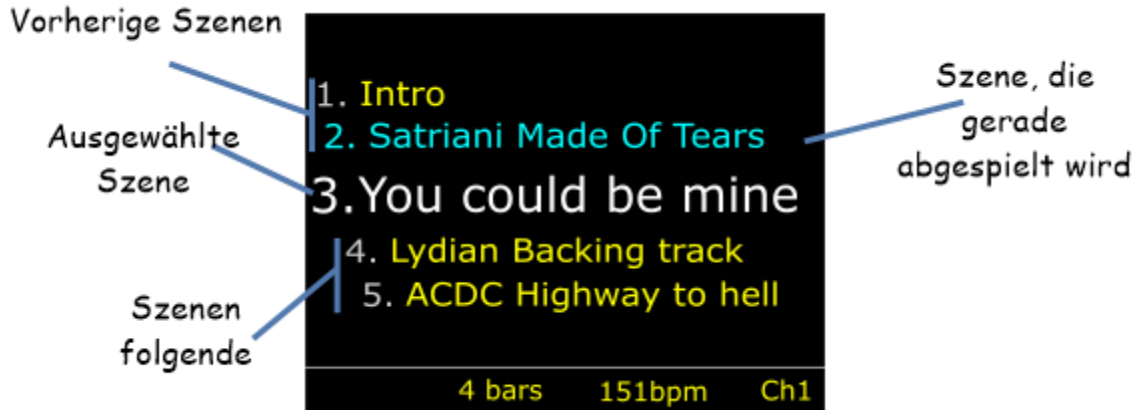 Vorherige Szenen
1. Intro
2. Satriani Made Of Tears
Szene, die
gerade
abgespielt wird
Ausgewählte
Szene
3.You could be mine
4. Lydian Backing track
5. ACDC Highway to hell
Szenen
folgende
4 bars 151bpm Ch1